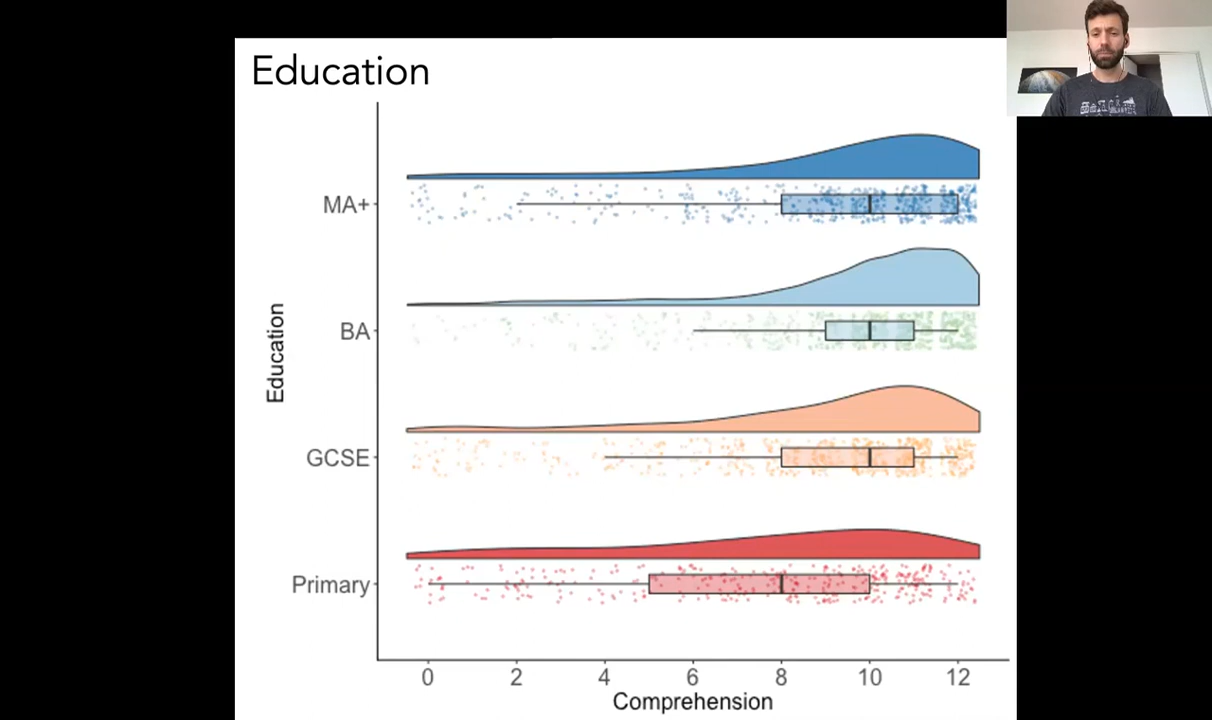 Education
MA+
BA
GCSE
Primary
Education
0 2 4 6 8 10 12
Comprehension